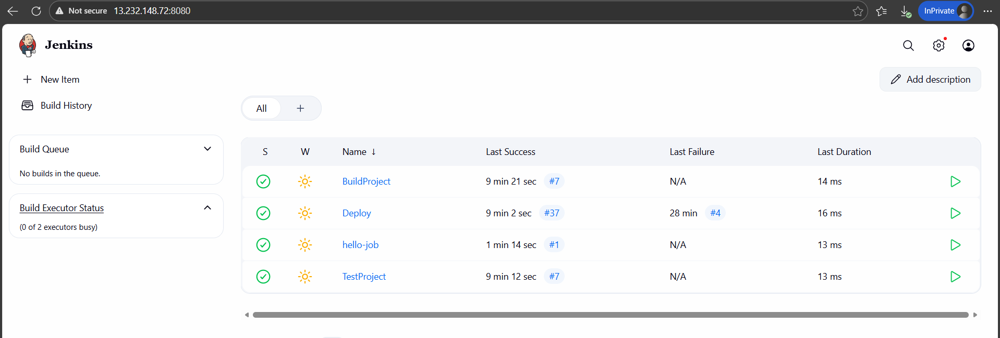 Not secure 13.232.148.72:8080 InPrivate
Jenkins
New Item
Add description
Build History
All +
Build Queue
No builds in the queue.
Build Executor Status
(0 of 2 executors busy)
S W Name ↓ Last Success Last Failure Last Duration
BuildProject 9 min 21 sec #7 N/A 14 ms
Deploy 9 min 2 sec #37 28 min #4 16 ms
hello-job 1 min 14 sec #1 N/A 13 ms
TestProject 9 min 12 sec #7 N/A 13 ms